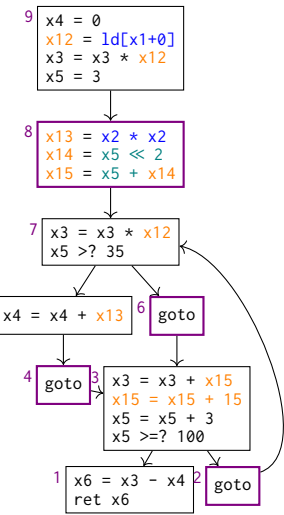 9
x4 = 0
x12 = ld[x1+0]
x3 = x3 * x12
x5 = 3
8
x13 = x2 * x2
x14 = x5 ≪ 2
x15 = x5 + x14
7
x3 = x3 * x12
x5 >? 35
x4 = x4 + x13
6
goto
4
goto
3
x3 = x3 + x15
x15 = x15 + 15
x5 = x5 + 3
x5 >=? 100
1
x6 = x3 - x4
ret x6
2
goto